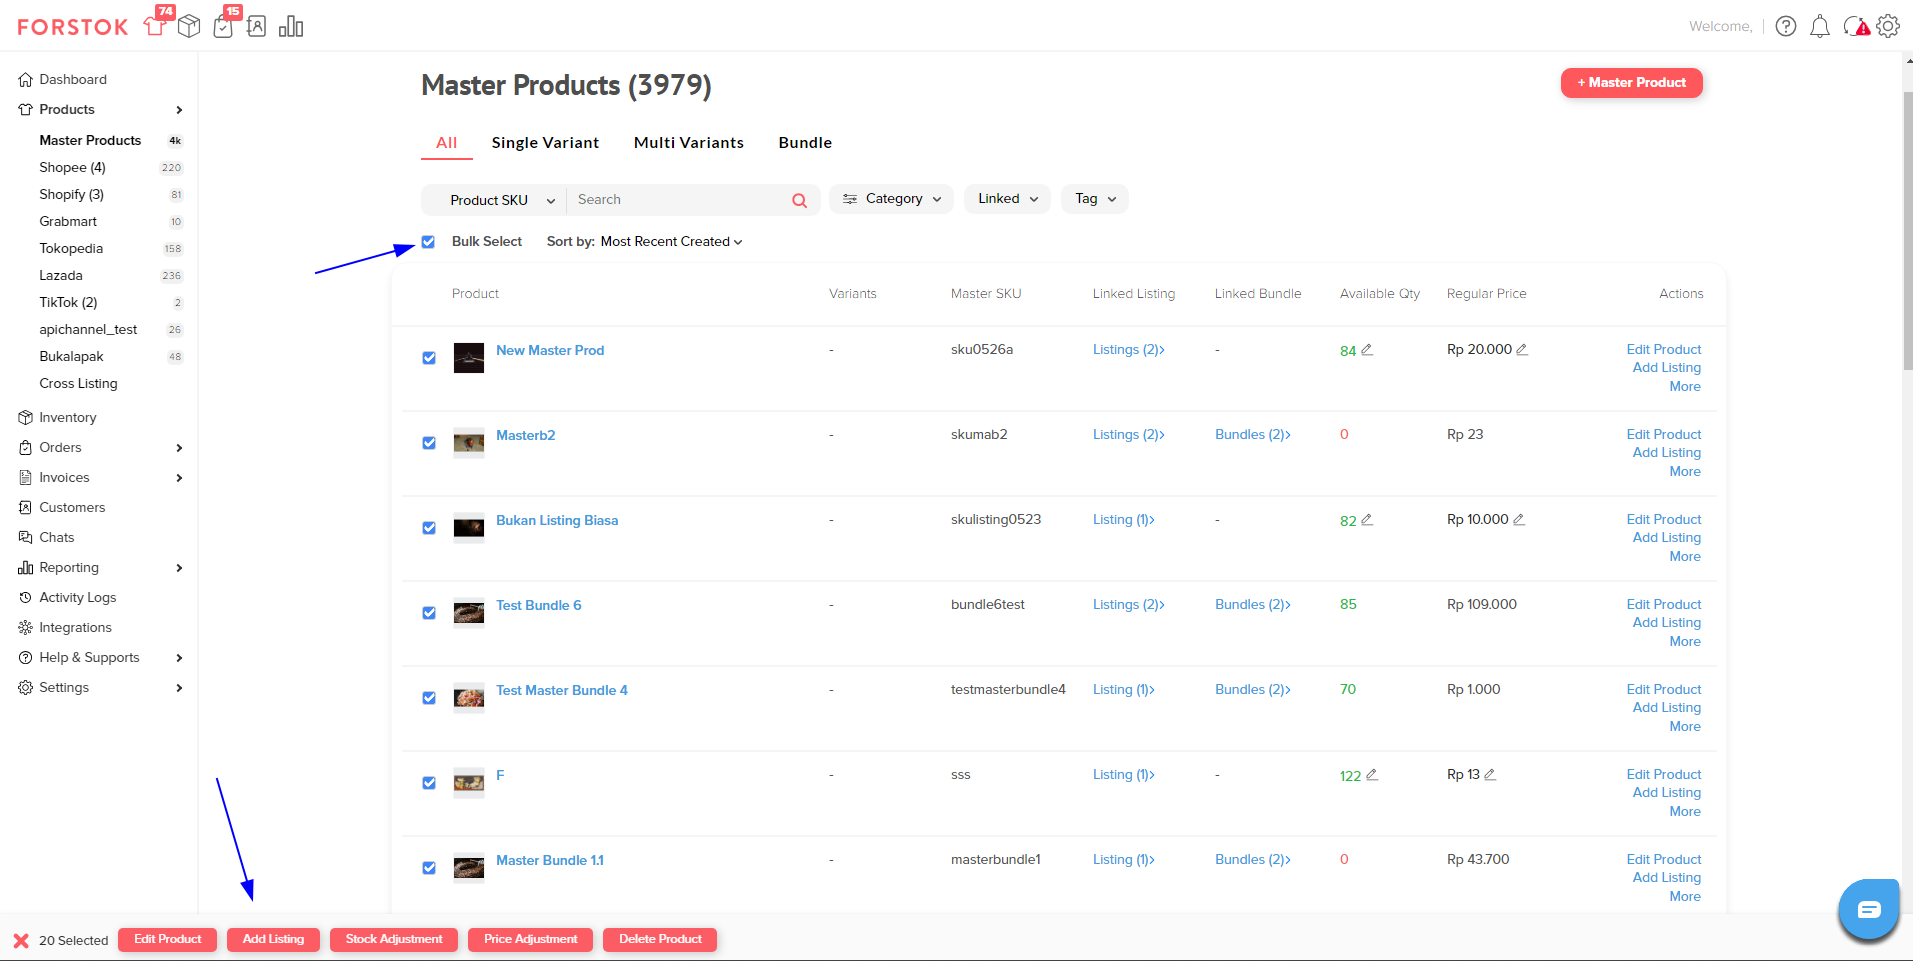 FORSTOK 74 15 Welcome,
Dashboard
Products
Master Products 4k
Shopee (4) 220
Shopify (3) 81
Grabmart 10
Tokopedia 158
Lazada 236
TikTok (2) 2
apichannel_test 26
Bukalapak 48
Cross Listing
Inventory
Orders
Invoices
Customers
Chats
Reporting
Activity Logs
Integrations
Help & Supports
Settings
Master Products (3979) + Master Product
All Single Variant Multi Variants Bundle
Product SKU Search Category Linked Tag
Bulk Select Sort by: Most Recent Created
Product Variants Master SKU Linked Listing Linked Bundle Available Qty Regular Price Actions
New Master Prod - sku0526a Listings (2)> - 84 Rp 20.000 Edit Product
Add Listing
More
Masterb2 - skumab2 Listings (2)> Bundles (2)> 0 Rp 23 Edit Product
Add Listing
More
Bukan Listing Biasa - skulisting0523 Listing (1)> - 82 Rp 10.000 Edit Product
Add Listing
More
Test Bundle 6 - bundle6test Listings (2)> Bundles (2)> 85 Rp 109.000 Edit Product
Add Listing
More
Test Master Bundle 4 - testmasterbundle4 Listing (1)> Bundles (2)> 70 Rp 1.000 Edit Product
Add Listing
More
F - sss Listing (1)> - 122 Rp 13 Edit Product
Add Listing
More
Master Bundle 1.1 - masterbundle1 Listing (1)> Bundles (2)> 0 Rp 43.700 Edit Product
Add Listing
More
20 Selected Edit Product Add Listing Stock Adjustment Price Adjustment Delete Product